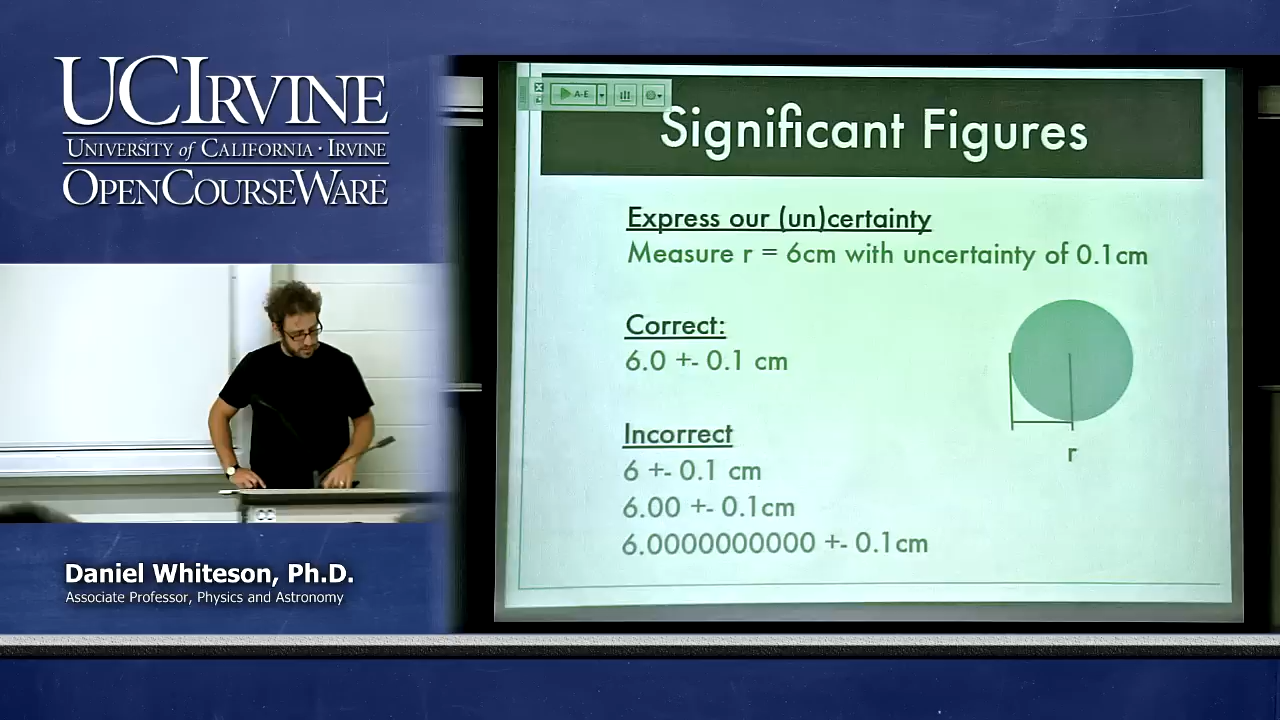 UCIRVINE
UNIVERSITY of CALIFORNIA · IRVINE
OPENCOURSEWARE
Daniel Whiteson, Ph.D.
Associate Professor, Physics and Astronomy
A-E
Significant Figures
Express our (un)certainty
Measure r = 6cm with uncertainty of 0.1cm
Correct:
6.0 +- 0.1 cm
r
Incorrect
6 +- 0.1 cm
6.00 +- 0.1cm
6.0000000000 +- 0.1cm